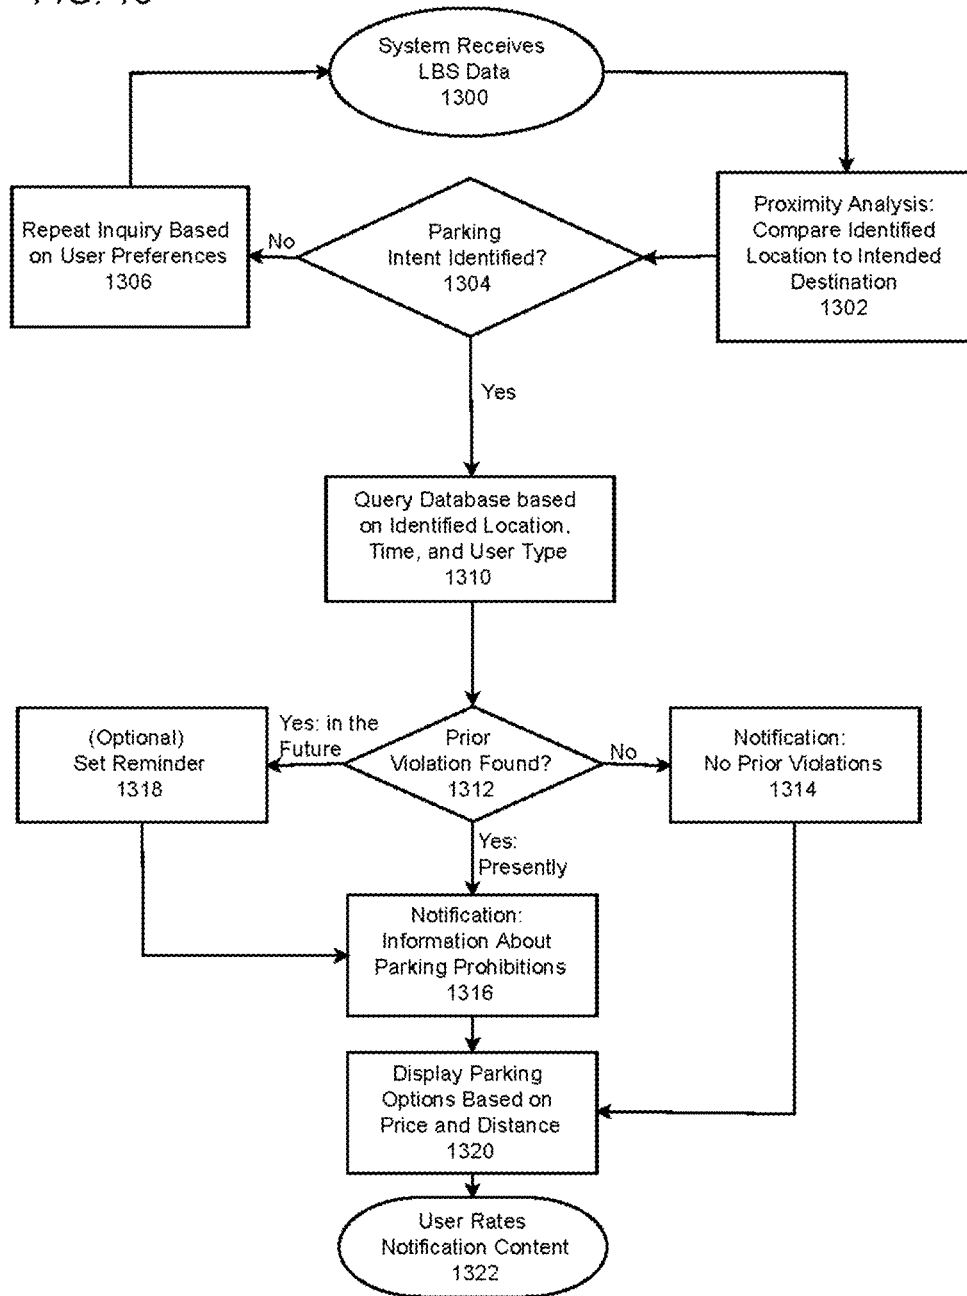 System Receives
LBS Data
1300
Repeat Inquiry Based
on User Preferences
1306
No
Parking
Intent Identified?
1304
Proximity Analysis:
Compare Identified
Location to Intended
Destination
1302
Yes
Query Database based
on Identified Location,
Time, and User Type
1310
(Optional)
Set Reminder
1318
Yes: in the
Future
Prior
Violation Found?
1312
No
Notification:
No Prior Violations
1314
Yes:
Presently
Notification:
Information About
Parking Prohibitions
1316
Display Parking
Options Based on
Price and Distance
1320
User Rates
Notification Content
1322